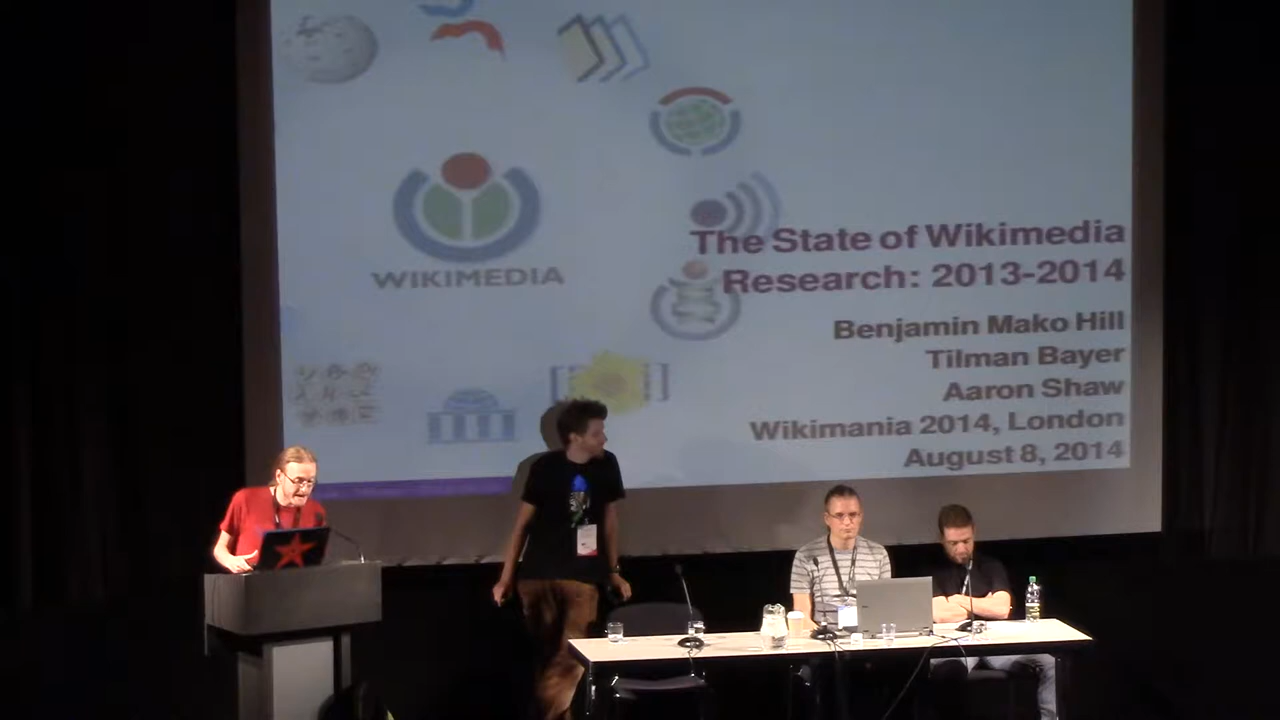 WIKIMEDIA
The State of Wikimedia
Research: 2013-2014
Benjamin Mako Hill
Tilman Bayer
Aaron Shaw
Wikimania 2014, London
August 8, 2014